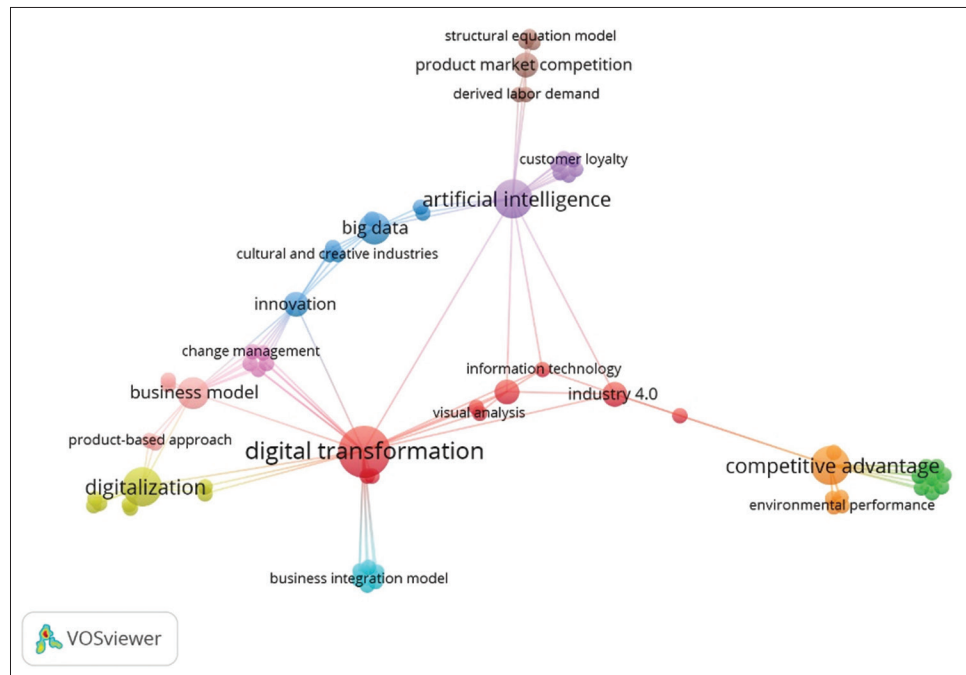 structural equation model
product market competition
derived labor demand
customer loyalty
artificial intelligence
big data
cultural and creative industries
innovation
change management
information technology
business model
industry 4.0
visual analysis
product-based approach
digital transformation
competitive advantage
digitalization
environmental performance
business integration model
VOSviewer